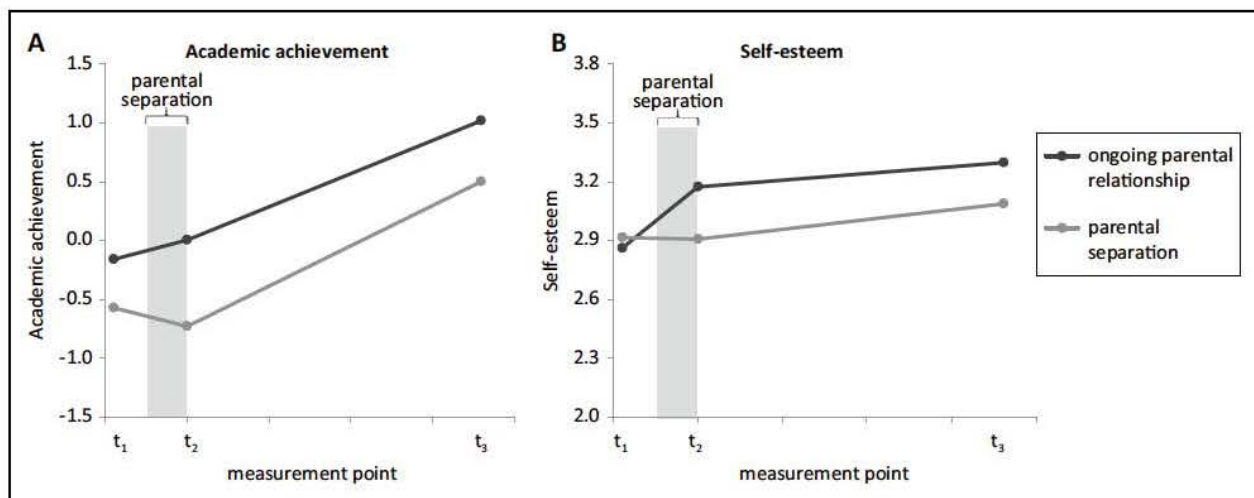 A
Academic achievement
1.5
1.0
0.5
0.0
-0.5
-1.0
-1.5
Academic achievement
parental
separation
t1
t2
t3
measurement point
B
Self-esteem
3.8
3.5
3.2
2.9
2.6
2.3
2.0
Self-esteem
parental
separation
t1
t2
t3
measurement point
ongoing parental
relationship
parental
separation